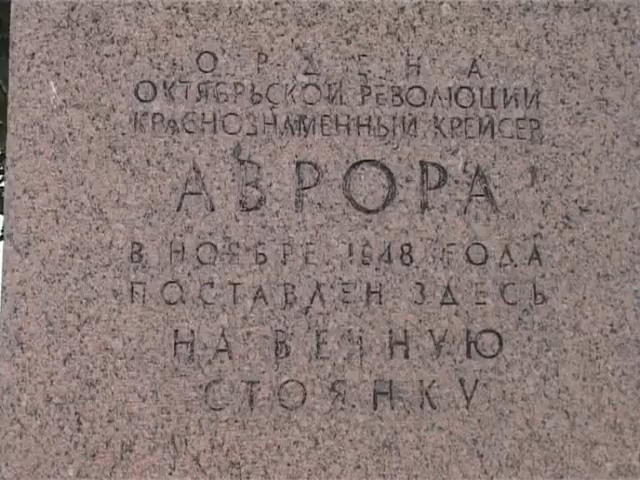 ОРДЕНА
ОКТЯБРЬСКОЙ РЕВОЛЮЦИИ
КРАСНОЗНАМЕННЫЙ КРЕЙСЕР
АВРОРА
В НОЯБРЕ 1948 ГОДА
ПОСТАВЛЕН ЗДЕСЬ
НА ВЕЧНУЮ
СТОЯНКУ